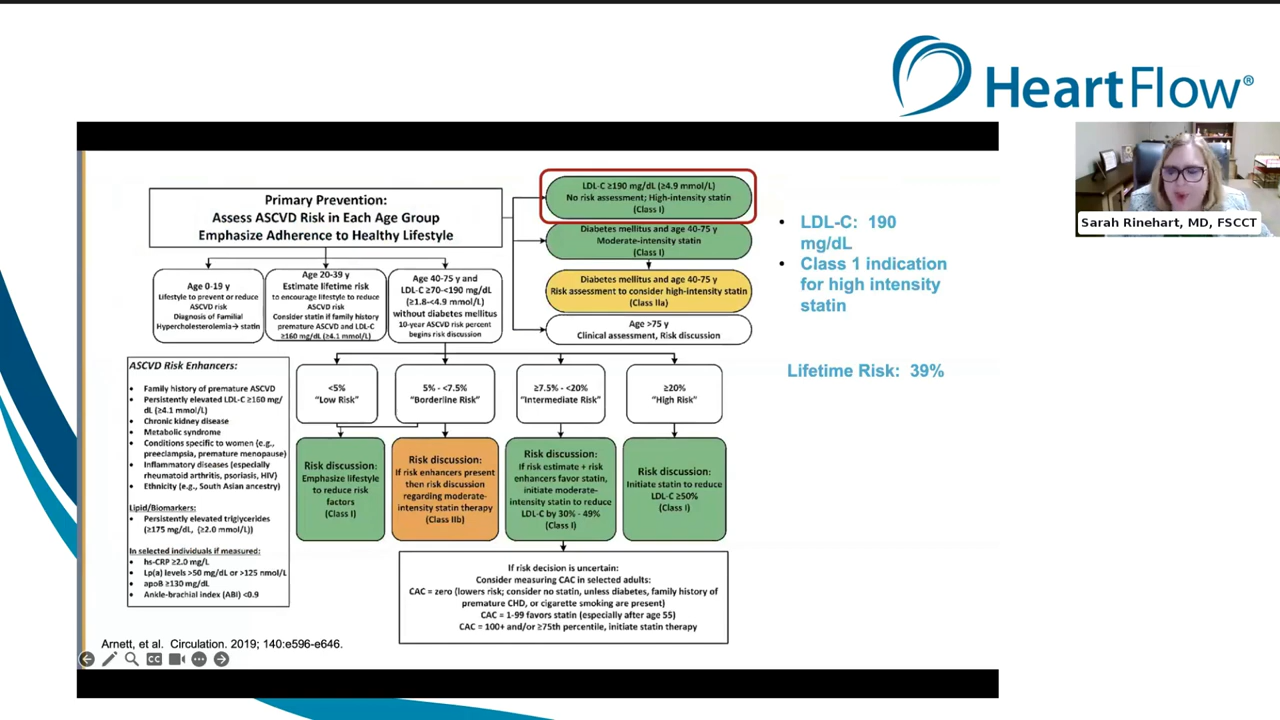 HeartFlow®
Sarah Rinehart, MD, FSCCT
Primary Prevention:
Assess ASCVD Risk in Each Age Group
Emphasize Adherence to Healthy Lifestyle
LDL-C ≥190 mg/dL (≥4.9 mmol/L)
No risk assessment; High-intensity statin
(Class I)
Diabetes mellitus and age 40-75 y
Moderate-intensity statin
(Class I)
Diabetes mellitus and age 40-75 y
Risk assessment to consider high-intensity statin
(Class IIa)
Age >75 y
Clinical assessment, Risk discussion
Age 0-19 y
Lifestyle to prevent or reduce
ASCVD risk
Diagnosis of Familial
Hypercholesterolemia→ statin
Age 20-39 y
Estimate lifetime risk
to encourage lifestyle to reduce
ASCVD risk
Consider statin if family history
premature ASCVD and LDL-C
≥160 mg/dL (≥4.1 mmol/L)
Age 40-75 y and
LDL-C ≥70-<190 mg/dL
(≥1.8-<4.9 mmol/L)
without diabetes mellitus
10-year ASCVD risk percent
begins risk discussion
• LDL-C: 190
mg/dL
• Class 1 indication
for high intensity
statin
Lifetime Risk: 39%
ASCVD Risk Enhancers:
• Family history of premature ASCVD
• Persistently elevated LDL-C ≥160 mg/
dL (≥4.1 mmol/L)
• Chronic kidney disease
• Metabolic syndrome
• Conditions specific to women (e.g.,
preeclampsia, premature menopause)
• Inflammatory diseases (especially
rheumatoid arthritis, psoriasis, HIV)
• Ethnicity (e.g., South Asian ancestry)
Lipid/Biomarkers:
• Persistently elevated triglycerides
(≥175 mg/dL, (≥2.0 mmol/L))
In selected individuals if measured:
• hs-CRP ≥2.0 mg/L
• Lp(a) levels >50 mg/dL or >125 nmol/L
• apoB ≥130 mg/dL
• Ankle-brachial index (ABI) <0.9
<5%
"Low Risk"
5% - <7.5%
"Borderline Risk"
≥7.5% - <20%
"Intermediate Risk"
≥20%
"High Risk"
Risk discussion:
Emphasize lifestyle
to reduce risk
factors
(Class I)
Risk discussion:
If risk enhancers present
then risk discussion
regarding moderate-
intensity statin therapy
(Class IIb)
Risk discussion:
If risk estimate + risk
enhancers favor statin,
initiate moderate-
intensity statin to reduce
LDL-C by 30% - 49%
(Class I)
Risk discussion:
Initiate statin to reduce
LDL-C ≥50%
(Class I)
If risk decision is uncertain:
Consider measuring CAC in selected adults:
CAC = zero (lowers risk; consider no statin, unless diabetes, family history of
premature CHD, or cigarette smoking are present)
CAC = 1-99 favors statin (especially after age 55)
CAC = 100+ and/or ≥75th percentile, initiate statin therapy
Arnett, et al. Circulation. 2019; 140:e596-e646.
CC